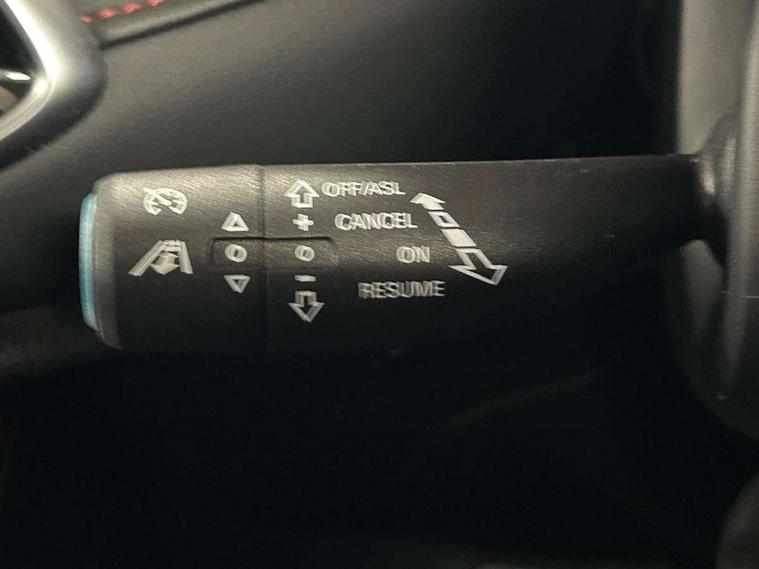 OFF/ASL
+ CANCEL
O O ON
- RESUME